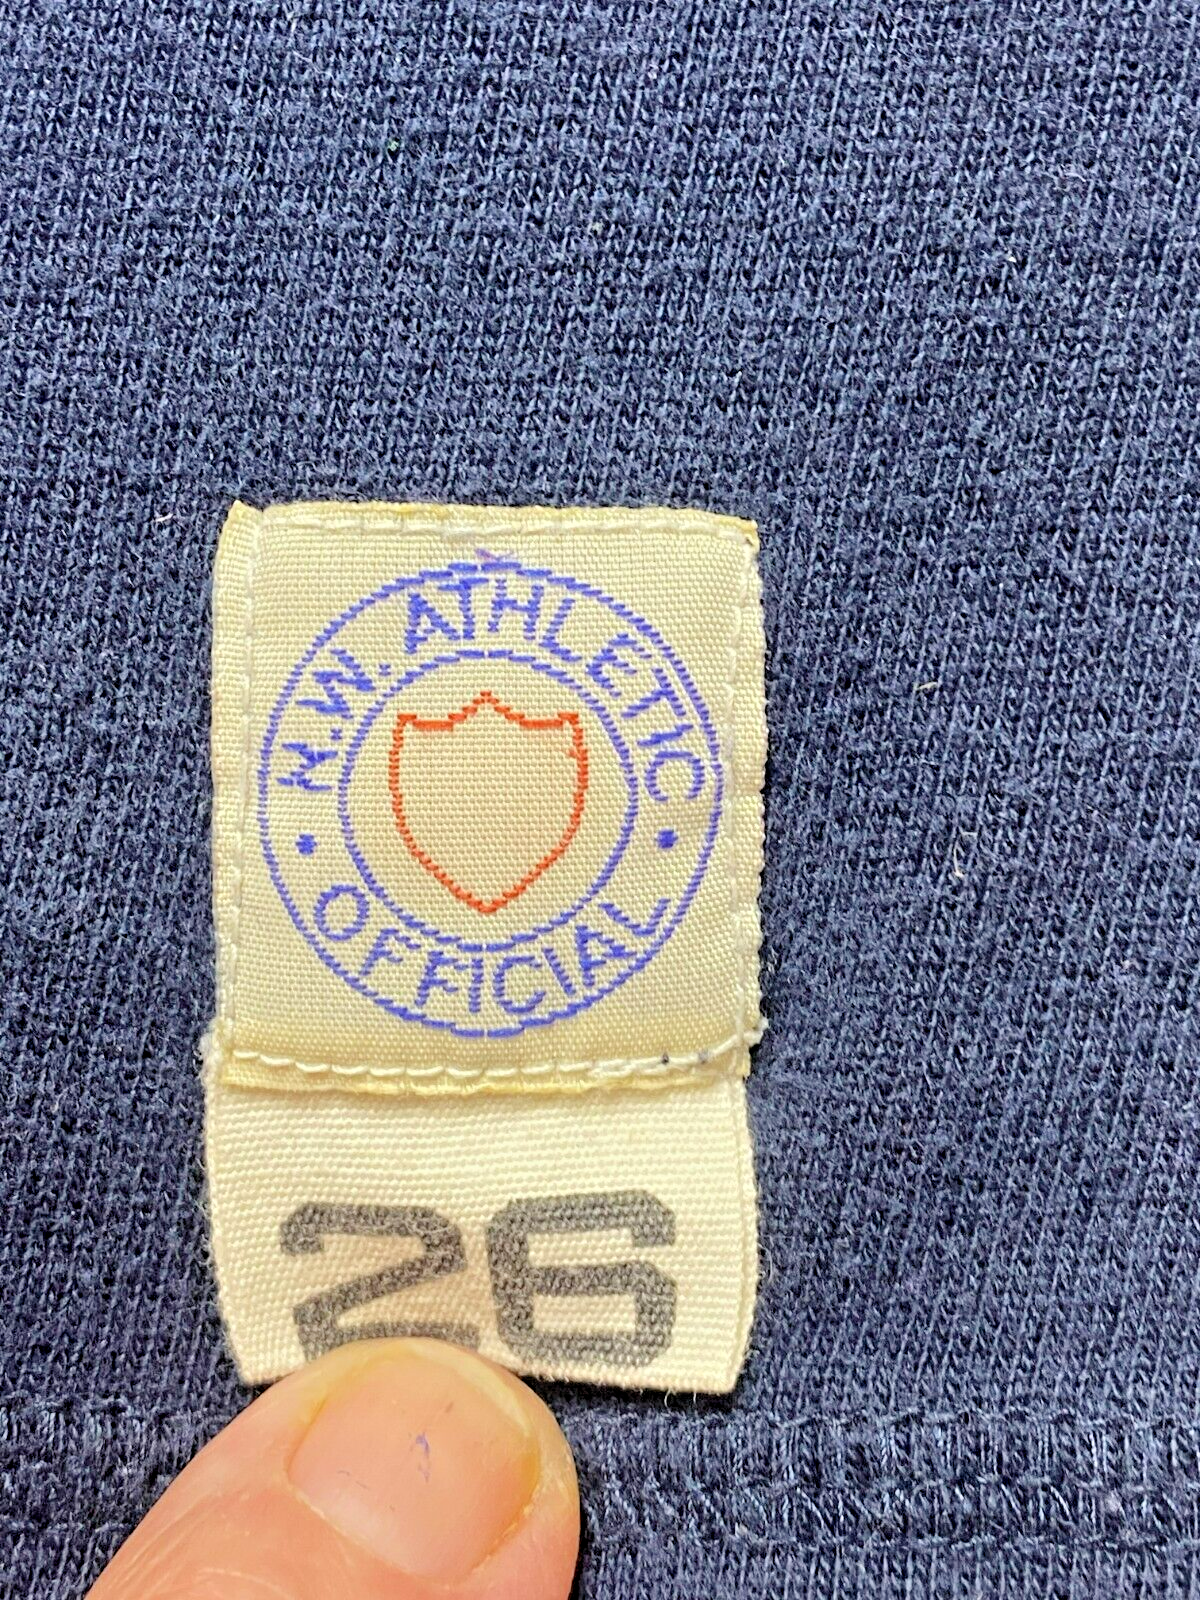 N.W. ATHLETIC
OFFICIAL
26